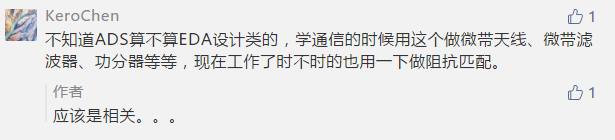 KeroChen
1
不知道ADS算不算EDA设计类的，学通信的时候用这个做微带天线、微带滤
波器、功分器等等，现在工作了时不时的也用一下做阻抗匹配。
作者
1
应该是相关。。。